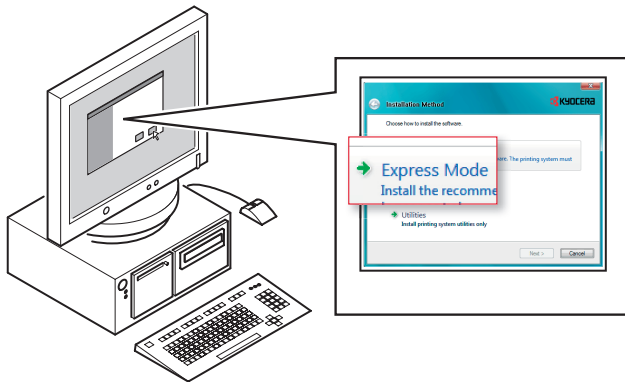 Installation Method
KYOCERA
Choose how to install the software.
Express Mode
Install the recomme
ware. The printing system must
Utilities
Install printing system utilities only
Next >
Cancel